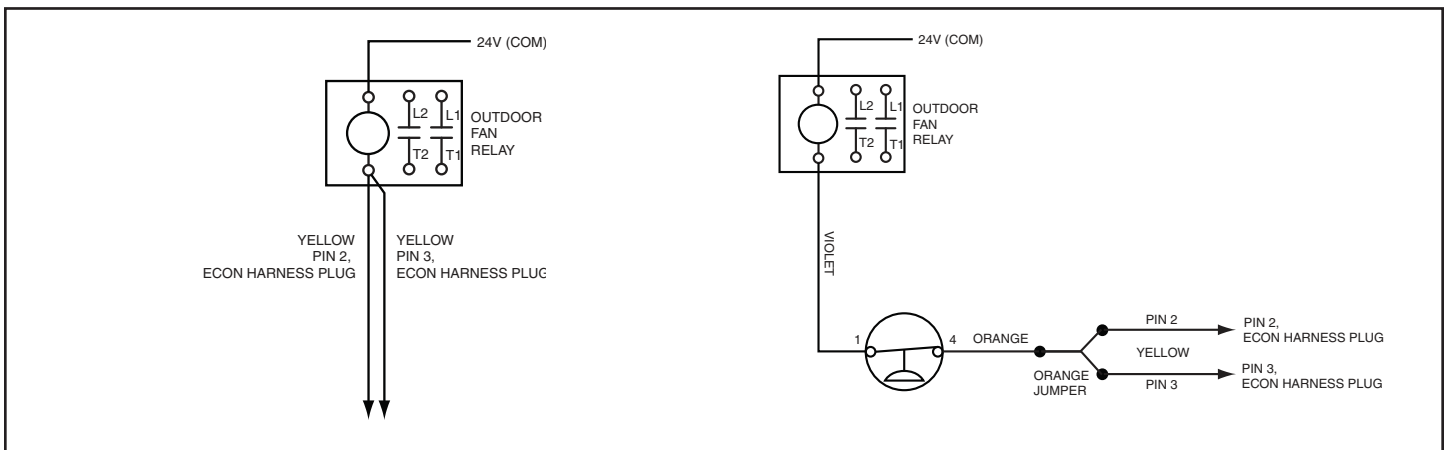 24V (COM)
L2
L1
OUTDOOR
FAN
RELAY
T2
T1
YELLOW
PIN 2,
ECON HARNESS PLUG
YELLOW
PIN 3,
ECON HARNESS PLUG
24V (COM)
L2
L1
OUTDOOR
FAN
RELAY
T2
T1
VIOLET
1
4
ORANGE
ORANGE
JUMPER
PIN 2
YELLOW
PIN 3
PIN 2,
ECON HARNESS PLUG
PIN 3,
ECON HARNESS PLUG